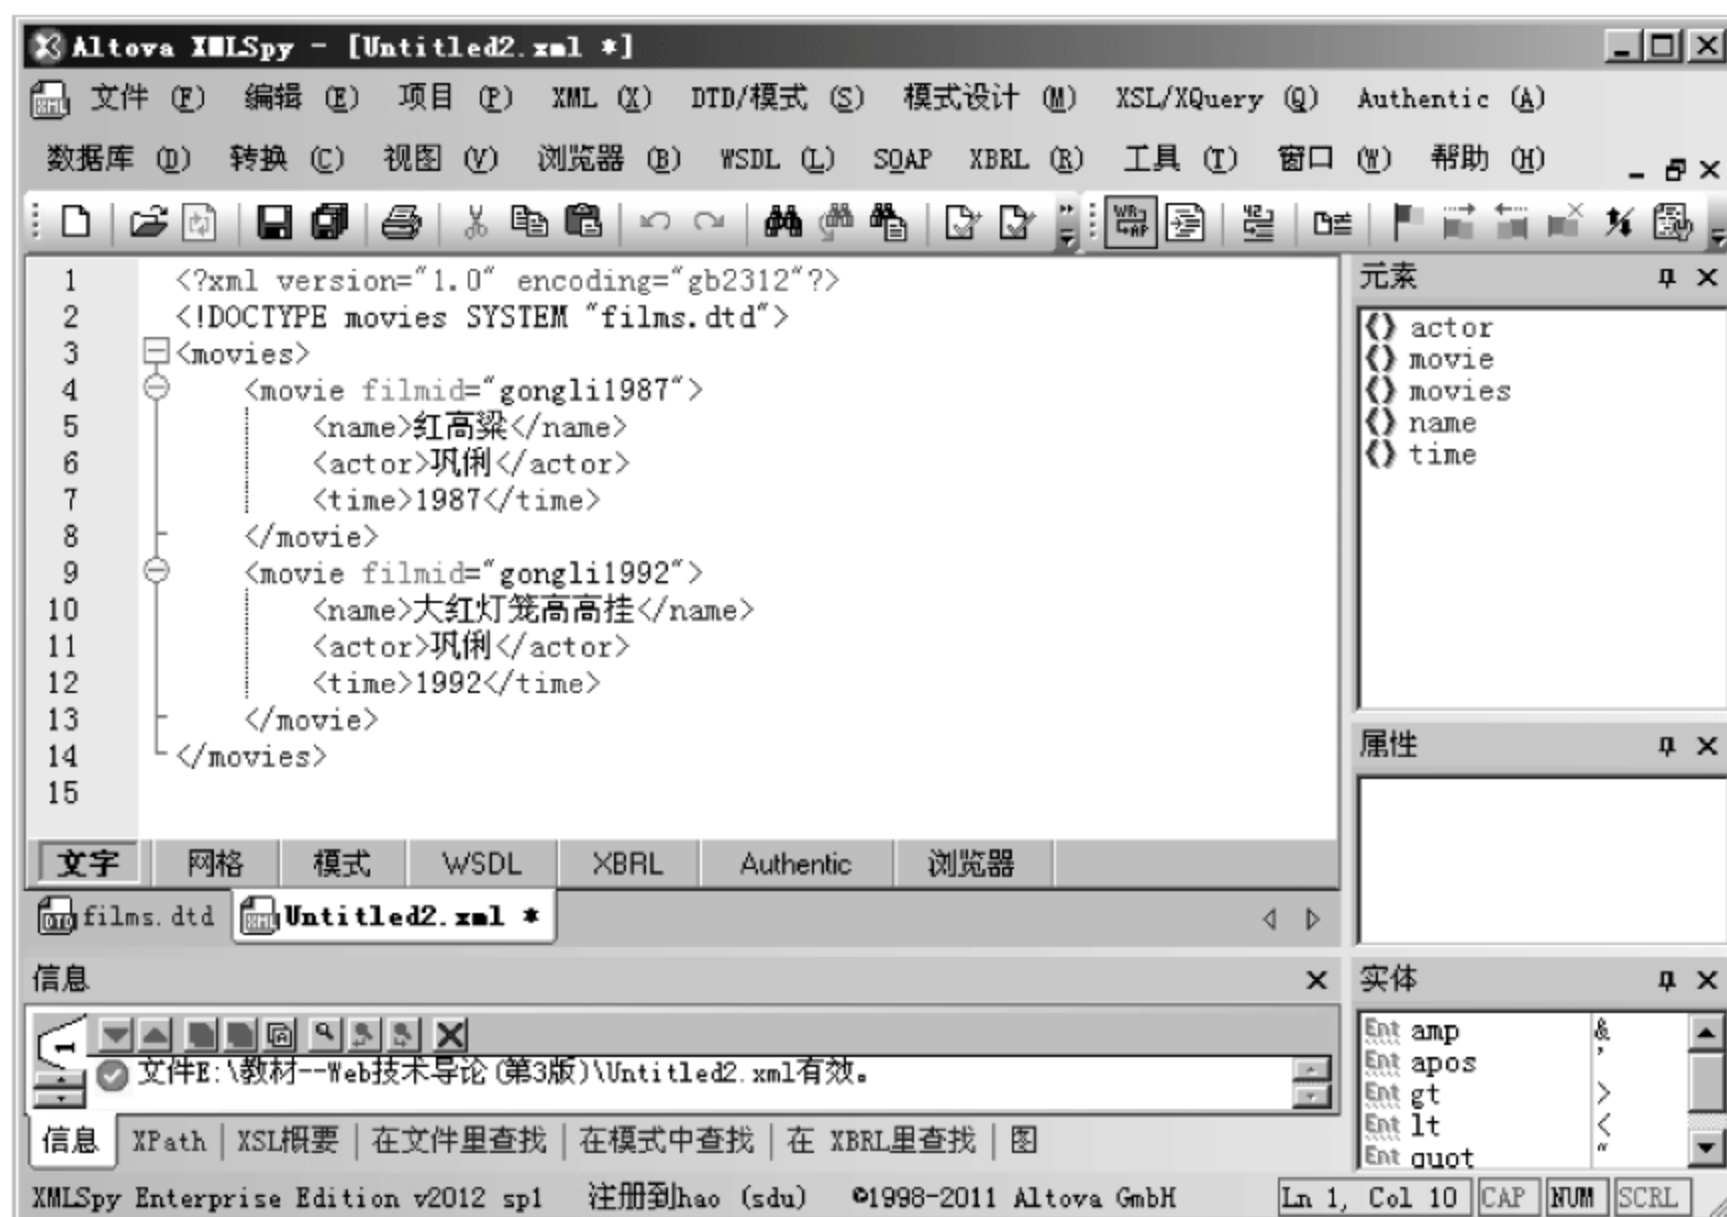 Altova XMLSpy - [Untitled2.xml *]
文件 (F) 编辑 (E) 项目 (P) XML (X) DTD/模式 (S) 模式设计 (M) XSL/XQuery (Q) Authentic (A)
数据库 (D) 转换 (C) 视图 (V) 浏览器 (B) WSDL (L) SOAP XBRL (R) 工具 (T) 窗口 (W) 帮助 (H)
1 <?xml version="1.0" encoding="gb2312"?>
2 <!DOCTYPE movies SYSTEM "films.dtd">
3 <movies>
4 <movie filmid="gongli1987">
5 <name>红高粱</name>
6 <actor>巩俐</actor>
7 <time>1987</time>
8 </movie>
9 <movie filmid="gongli1992">
10 <name>大红灯笼高高挂</name>
11 <actor>巩俐</actor>
12 <time>1992</time>
13 </movie>
14 </movies>
15
元素
actor
movie
movies
name
time
属性
文字 网格 模式 WSDL XBRL Authentic 浏览器
films.dtd Untitled2.xml *
信息
1
文件E:\教材--Web技术导论(第3版)\Untitled2.xml有效。
信息 XPath XSL概要 在文件里查找 在模式中查找 在 XBRL里查找 图
实体
Ent amp &
Ent apos '
Ent gt >
Ent lt <
Ent quot "
XMLSpy Enterprise Edition v2012 sp1 注册到hao (sdu) ©1998-2011 Altova GmbH Ln 1, Col 10 CAP NUM SCRL